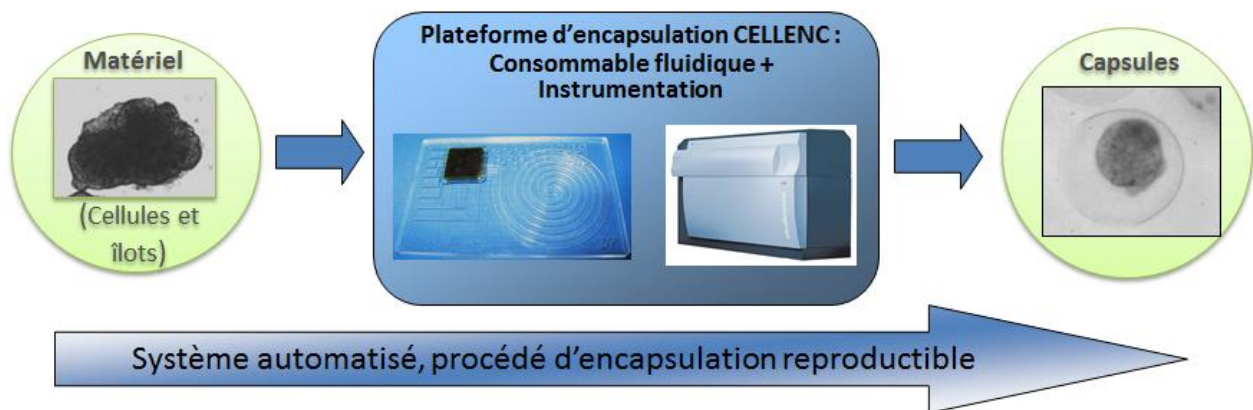 Matériel
(Cellules et
îlots)
Plateforme d'encapsulation CELLENC :
Consommable fluidique +
Instrumentation
Capsules
Système automatisé, procédé d'encapsulation reproductible